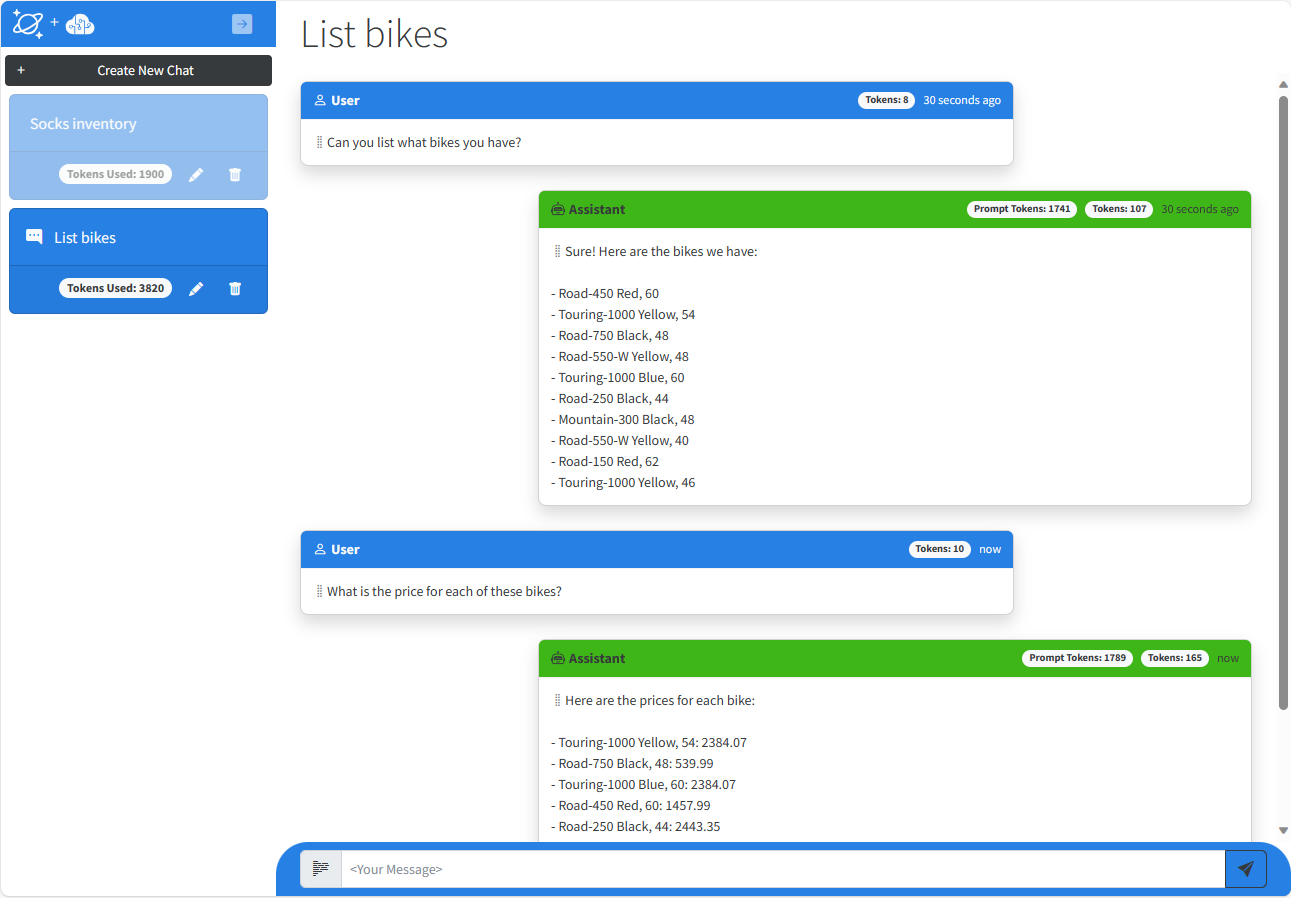 +
+ Create New Chat
Socks inventory
Tokens Used: 1900
List bikes
Tokens Used: 3820
List bikes
User Tokens: 8 30 seconds ago
Can you list what bikes you have?
Assistant Prompt Tokens: 1741 Tokens: 107 30 seconds ago
Sure! Here are the bikes we have:
- Road-450 Red, 60
- Touring-1000 Yellow, 54
- Road-750 Black, 48
- Road-550-W Yellow, 48
- Touring-1000 Blue, 60
- Road-250 Black, 44
- Mountain-300 Black, 48
- Road-550-W Yellow, 40
- Road-150 Red, 62
- Touring-1000 Yellow, 46
User Tokens: 10 now
What is the price for each of these bikes?
Assistant Prompt Tokens: 1789 Tokens: 165 now
Here are the prices for each bike:
- Touring-1000 Yellow, 54: 2384.07
- Road-750 Black, 48: 539.99
- Touring-1000 Blue, 60: 2384.07
- Road-450 Red, 60: 1457.99
- Road-250 Black, 44: 2443.35
<Your Message>